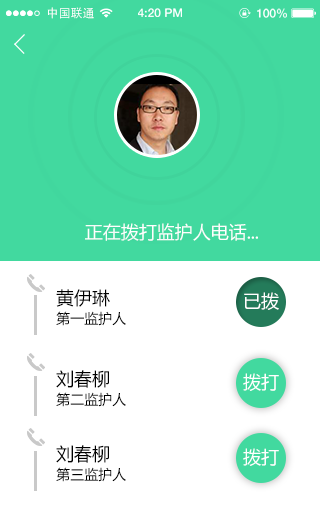 中国联通 4:20 PM 100%
正在拨打监护人电话...
黄伊琳
第一监护人
已拨
刘春柳
第二监护人
拨打
刘春柳
第三监护人
拨打